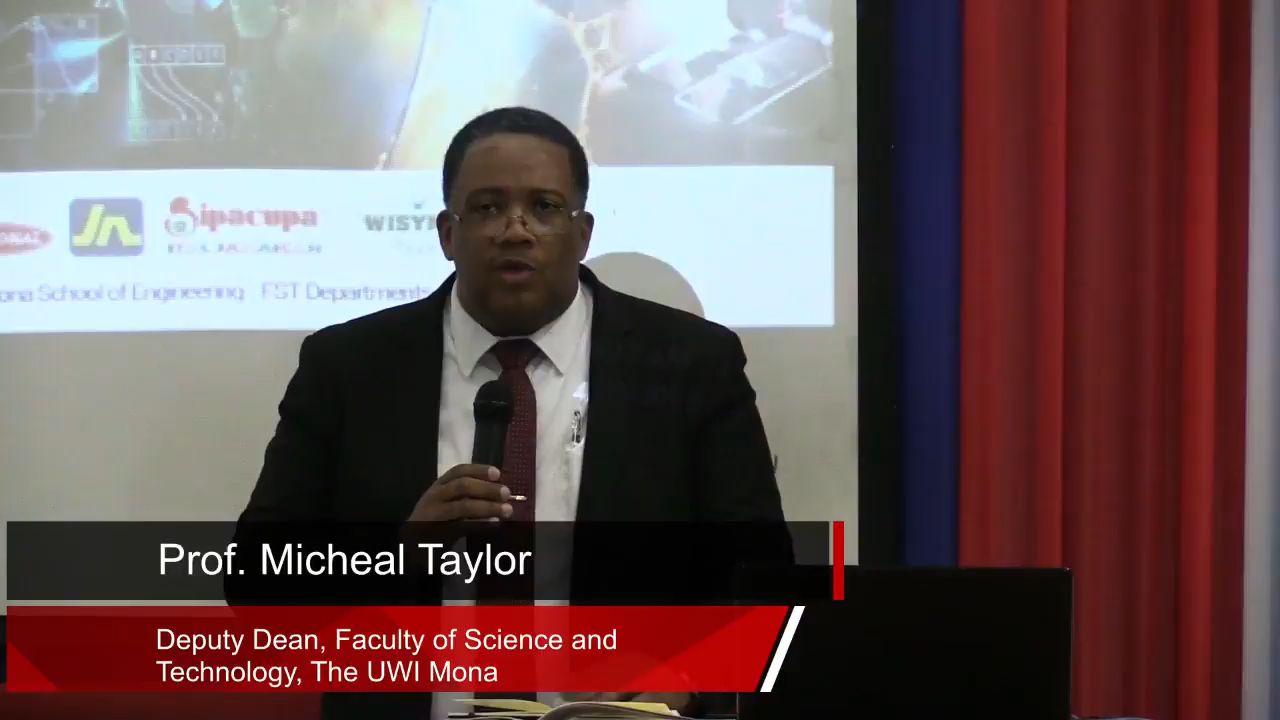 JN
Sipacupa
WISYN
ona School of Engineering FST Departments
Prof. Micheal Taylor
Deputy Dean, Faculty of Science and
Technology, The UWI Mona